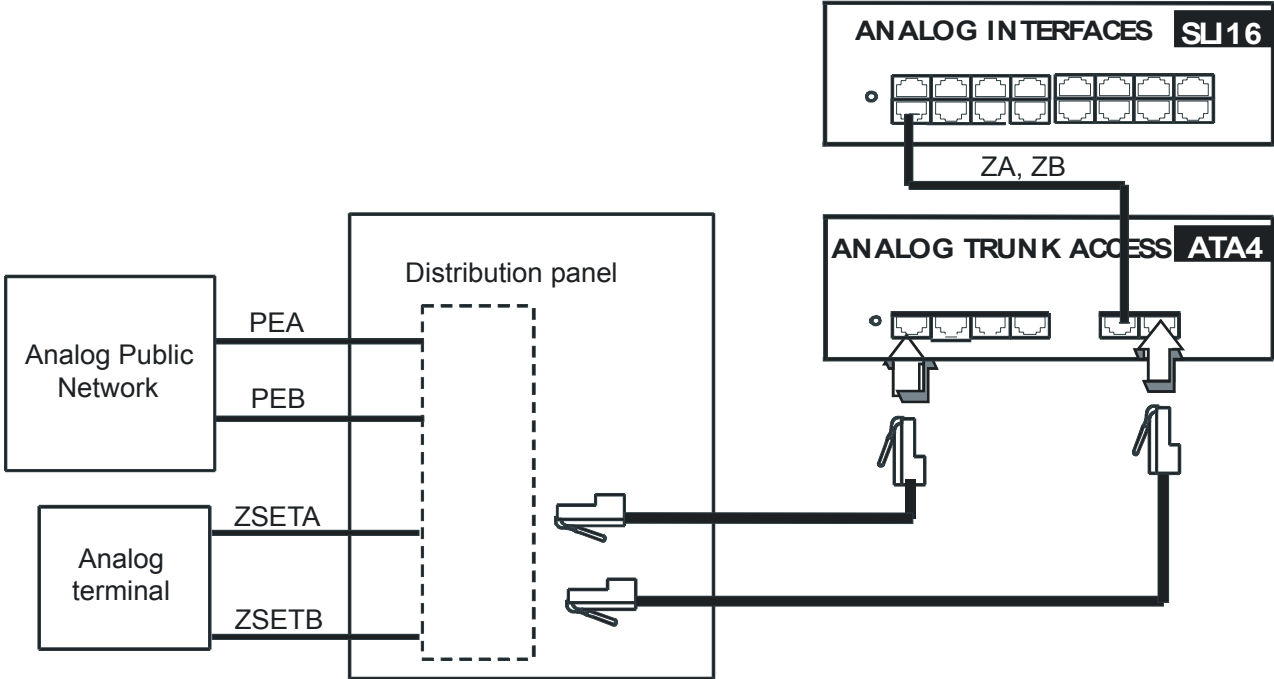 ANALOG INTERFACES SLI16
ZA, ZB
ANALOG TRUNK ACCESS ATA4
Distribution panel
Analog Public
Network
PEA
PEB
Analog
terminal
ZSETA
ZSETB